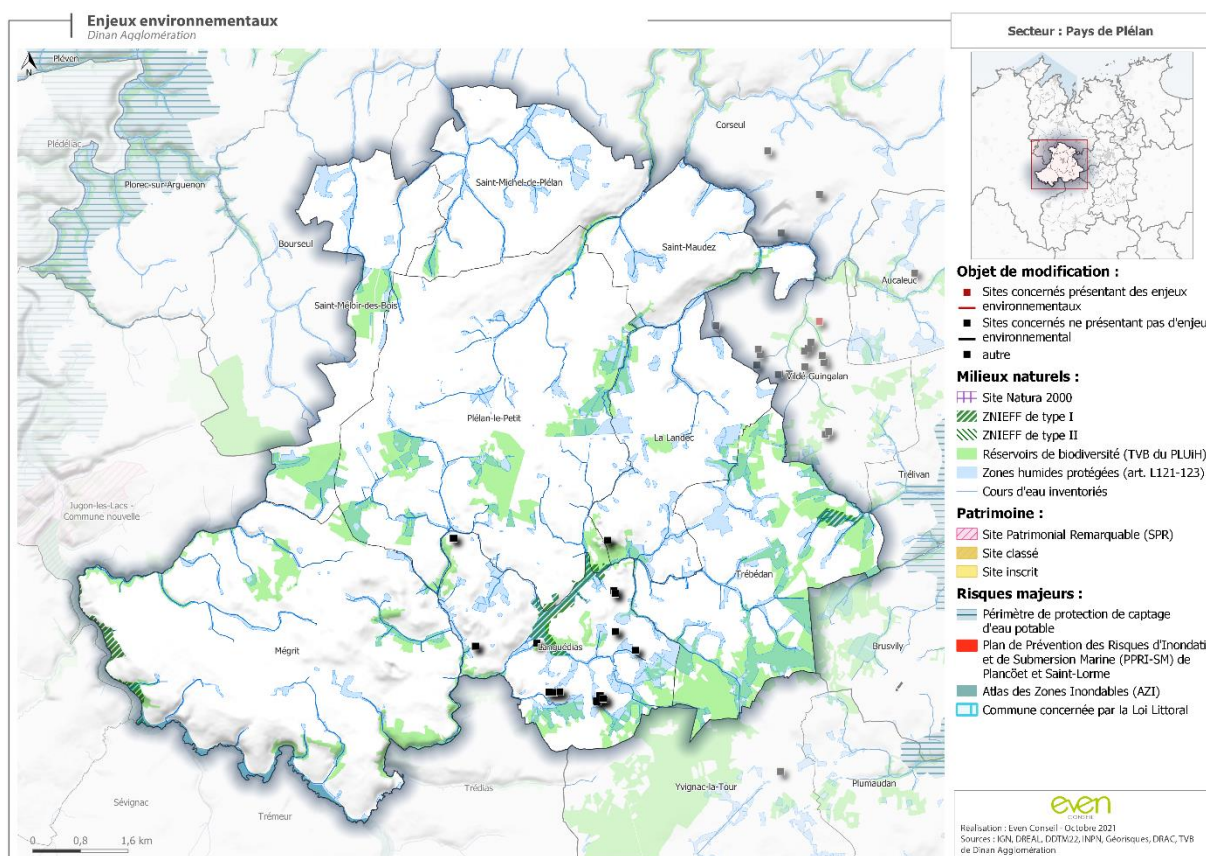 Enjeux environnementaux
Dinan Agglomération
Secteur : Pays de Plélan
N
Pléven
Plédéliac
Plorec-sur-Arguenon
Bourseul
Saint-Michel-de-Plélan
Corseul
Saint-Maudez
Aucaleuc
Saint-Méloir-des-Bois
Vildé-Guingalan
Plélan-le-Petit
La Landec
Trélivan
Jugon-les-Lacs -
Commune nouvelle
Trébédan
Mégrit
Languédias
Brusvily
Yvignac-la-Tour
Plumaudan
Trédias
Sévignac
Trémeur
0 0,8 1,6 km
Objet de modification :
Sites concernés présentant des enjeux
environnementaux
Sites concernés ne présentant pas d'enjeu
environnemental
autre
Milieux naturels :
Site Natura 2000
ZNIEFF de type I
ZNIEFF de type II
Réservoirs de biodiversité (TVB du PLUiH)
Zones humides protégées (art. L121-123)
Cours d'eau inventoriés
Patrimoine :
Site Patrimonial Remarquable (SPR)
Site classé
Site inscrit
Risques majeurs :
Périmètre de protection de captage
d'eau potable
Plan de Prévention des Risques d'Inondati
et de Submersion Marine (PPRI-SM) de
Plancöet et Saint-Lorme
Atlas des Zones Inondables (AZI)
Commune concernée par la Loi Littoral
even
CONSEIL
Réalisation : Even Conseil - Octobre 2021
Sources : IGN, DREAL, DDTM22, INPN, Géorisques, DRAC, TVB
de Dinan Agglomération